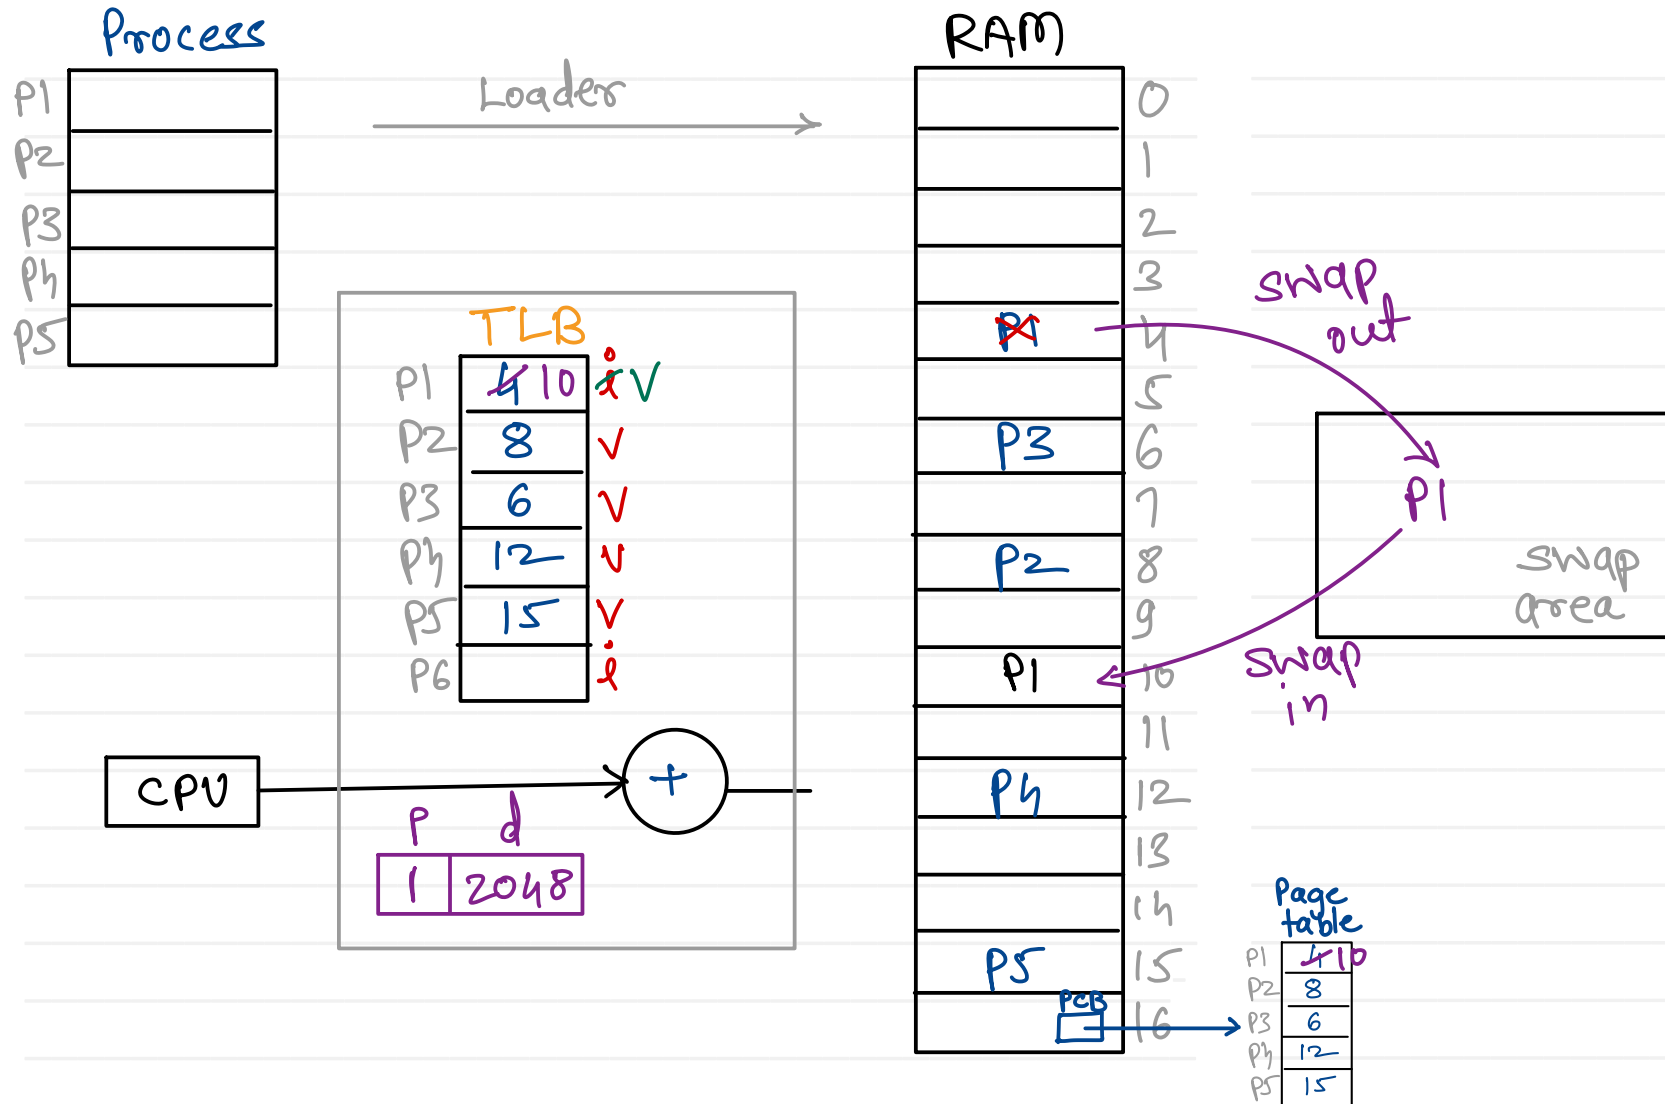 Process
P1
P2
P3
P4
P5
Loader
RAM
0
1
2
3
P1 4
5
P3 6
7
P2 8
9
P1 10
11
P4 12
13
14
P5 15
PCB
16
swap
out
P1
swap
area
swap
in
TLB
P1 4 10 i V
P2 8 V
P3 6 V
P4 12 V
P5 15 V
P6 i
CPU
+
P d
1 2048
Page
table
P1 4 10
P2 8
P3 6
P4 12
P5 15